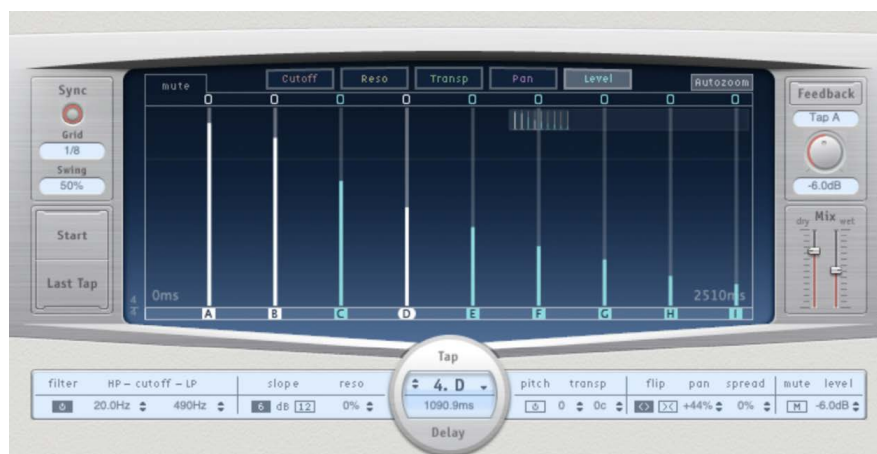 Sync
Grid
1/8
Swing
50%
Start
Last Tap
mute
Cutoff Reso Transp Pan Level
Autozoom
0 0 0 0 0 0 0 0 0
0ms
2510ms
4
4
A B C D E F G H I
Feedback
Tap A
-6.0dB
Mix
dry wet
Tap
4. D
1090.9ms
Delay
filter HP – cutoff – LP slope reso
20.0Hz 490Hz 6 dB 12 0%
pitch transp flip pan spread mute level
0 0c +44% 0% M -6.0dB